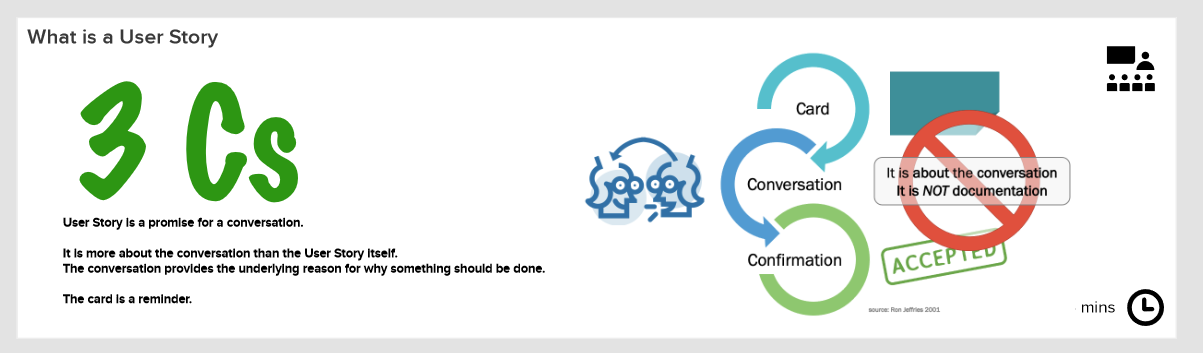 What is a User Story
3 Cs
User Story is a promise for a conversation.
It is more about the conversation than the User Story itself.
The conversation provides the underlying reason for why something should be done.
The card is a reminder.
Card
Conversation
Confirmation
It is about the conversation
It is NOT documentation
ACCEPTED
source: Ron Jeffries 2001
mins